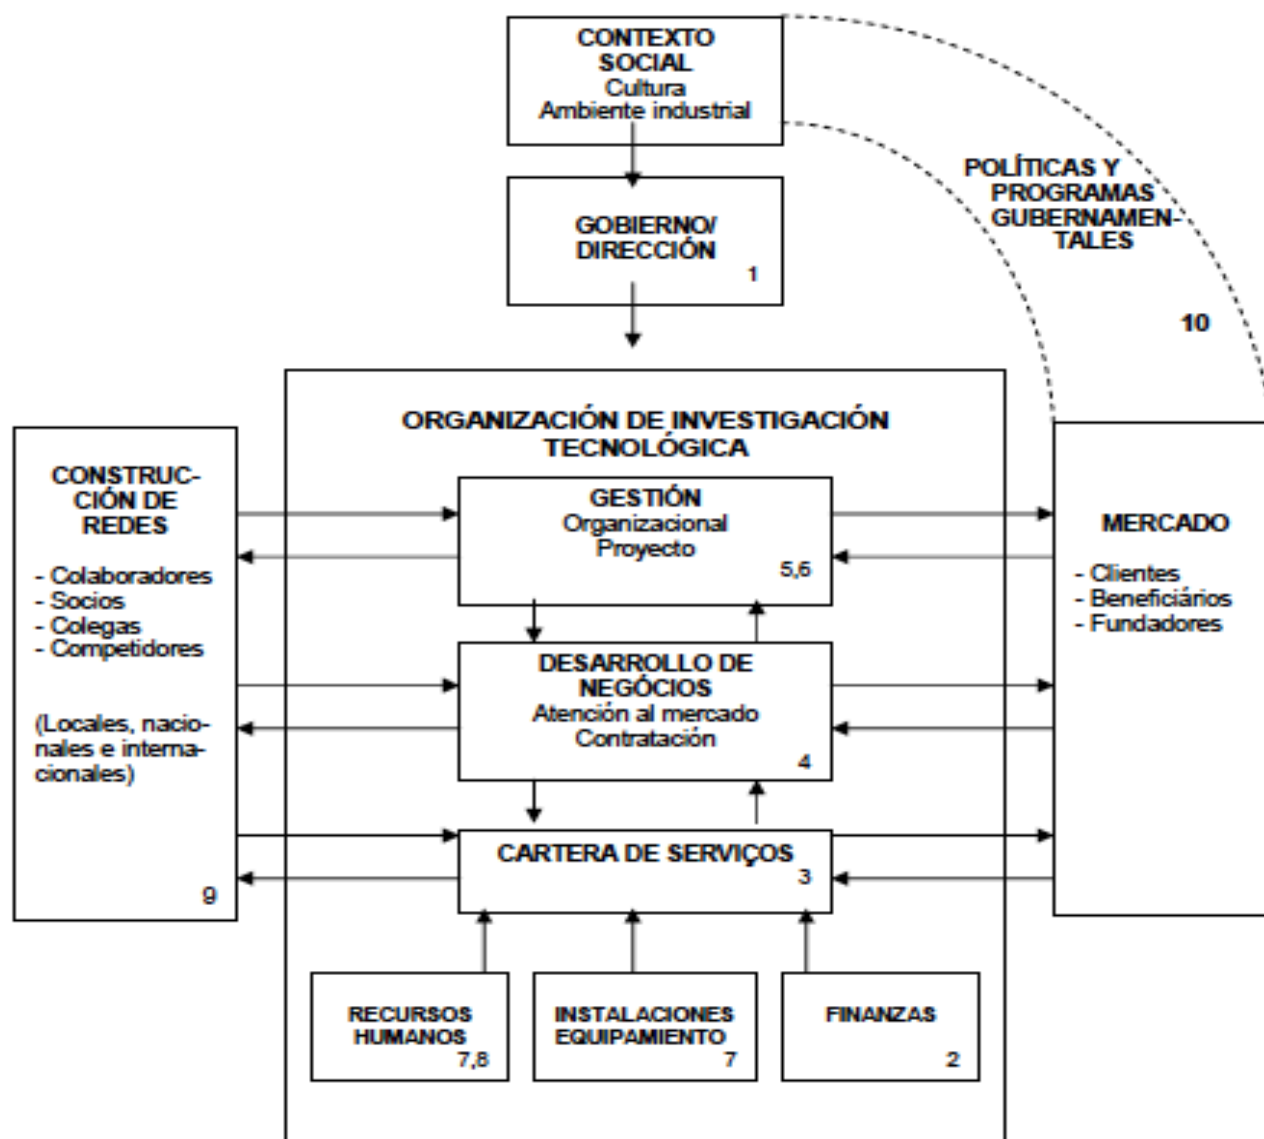 CONTEXTO
SOCIAL
Cultura
Ambiente industrial
POLÍTICAS Y
PROGRAMAS
GUBERNAMEN-
TALES
10
GOBIERNO/
DIRECCIÓN
1
ORGANIZACIÓN DE INVESTIGACIÓN
TECNOLÓGICA
CONSTRUC-
CIÓN DE
REDES
- Colaboradores
- Socios
- Colegas
- Competidores
(Locales, nacio-
nales e interna-
cionales)
9
GESTIÓN
Organizacional
Proyecto
5,6
DESARROLLO DE
NEGÓCIOS
Atención al mercado
Contratación
4
CARTERA DE SERVIÇOS
3
MERCADO
- Clientes
- Beneficiários
- Fundadores
RECURSOS
HUMANOS
7,8
INSTALACIONES
EQUIPAMIENTO
7
FINANZAS
2